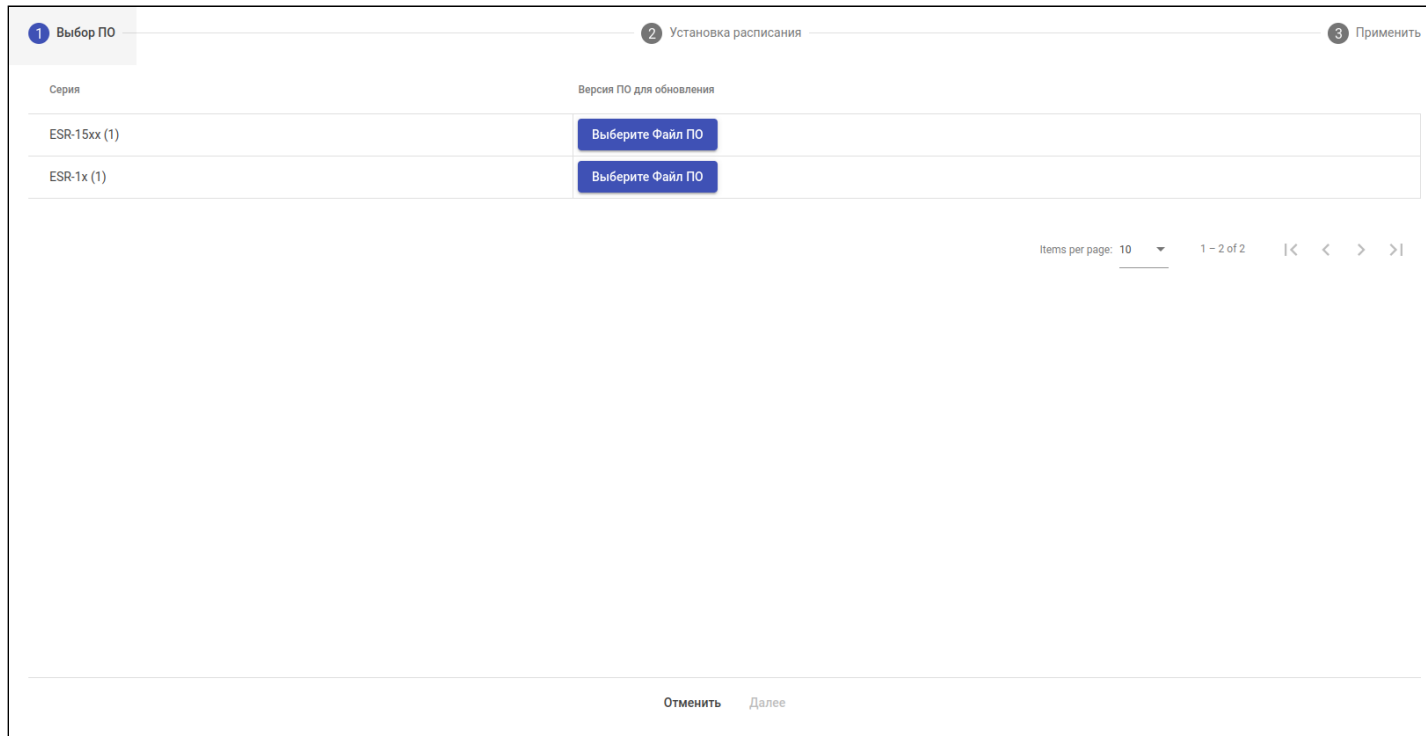 1 Выбор ПО 2 Установка расписания 3 Применить
Серия Версия ПО для обновления
ESR-15xx (1) Выберите Файл ПО
ESR-1x (1) Выберите Файл ПО
Items per page: 10 1 – 2 of 2
Отменить Далее